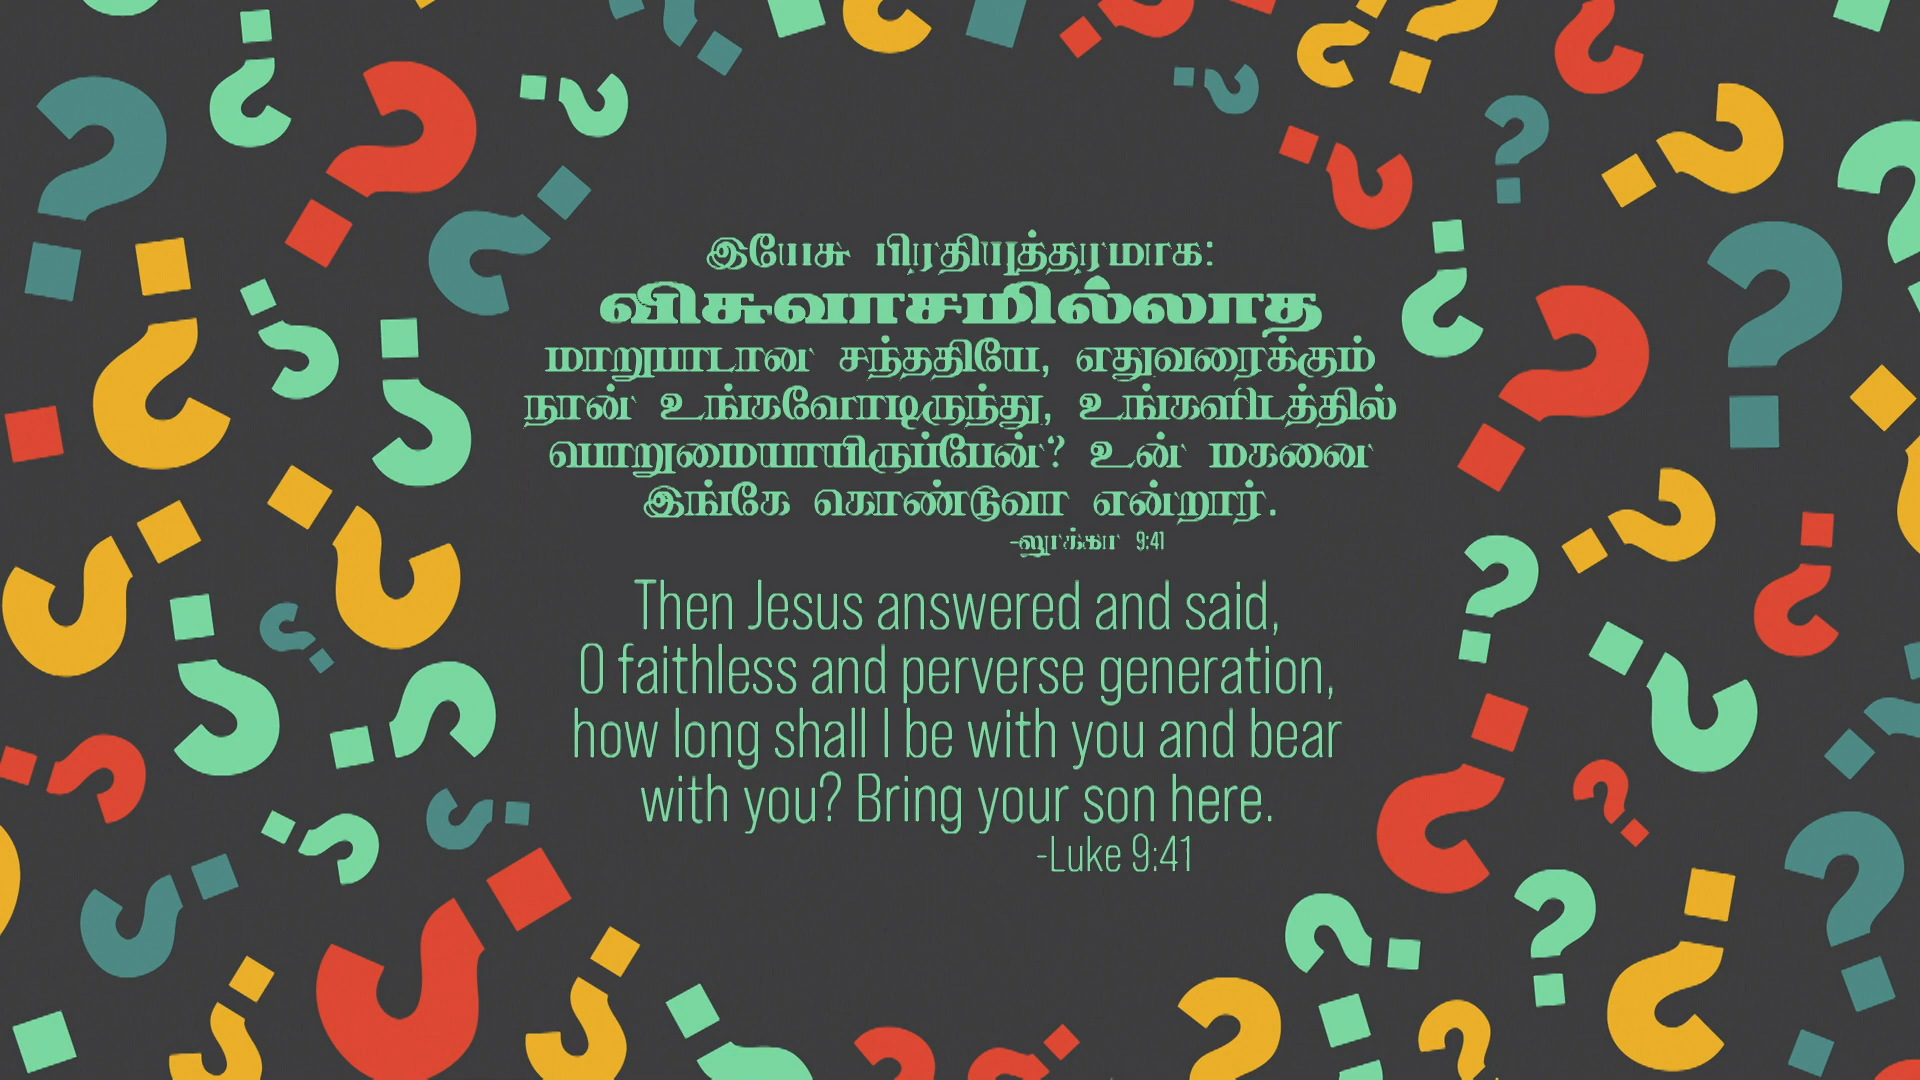 இயேசு பிரதியுத்தரமாக:
விசுவாசமில்லாத
மாறுபாடான சந்ததியே, எதுவரைக்கும்
நான் உங்களோடிருந்து, உங்களிடத்தில்
பொறுமையாயிருப்பேன்? உன் மகனை
இங்கே கொண்டுவா என்றார்.
-லூக்கா 9:41
Then Jesus answered and said,
O faithless and perverse generation,
how long shall I be with you and bear
with you? Bring your son here.
-Luke 9:41